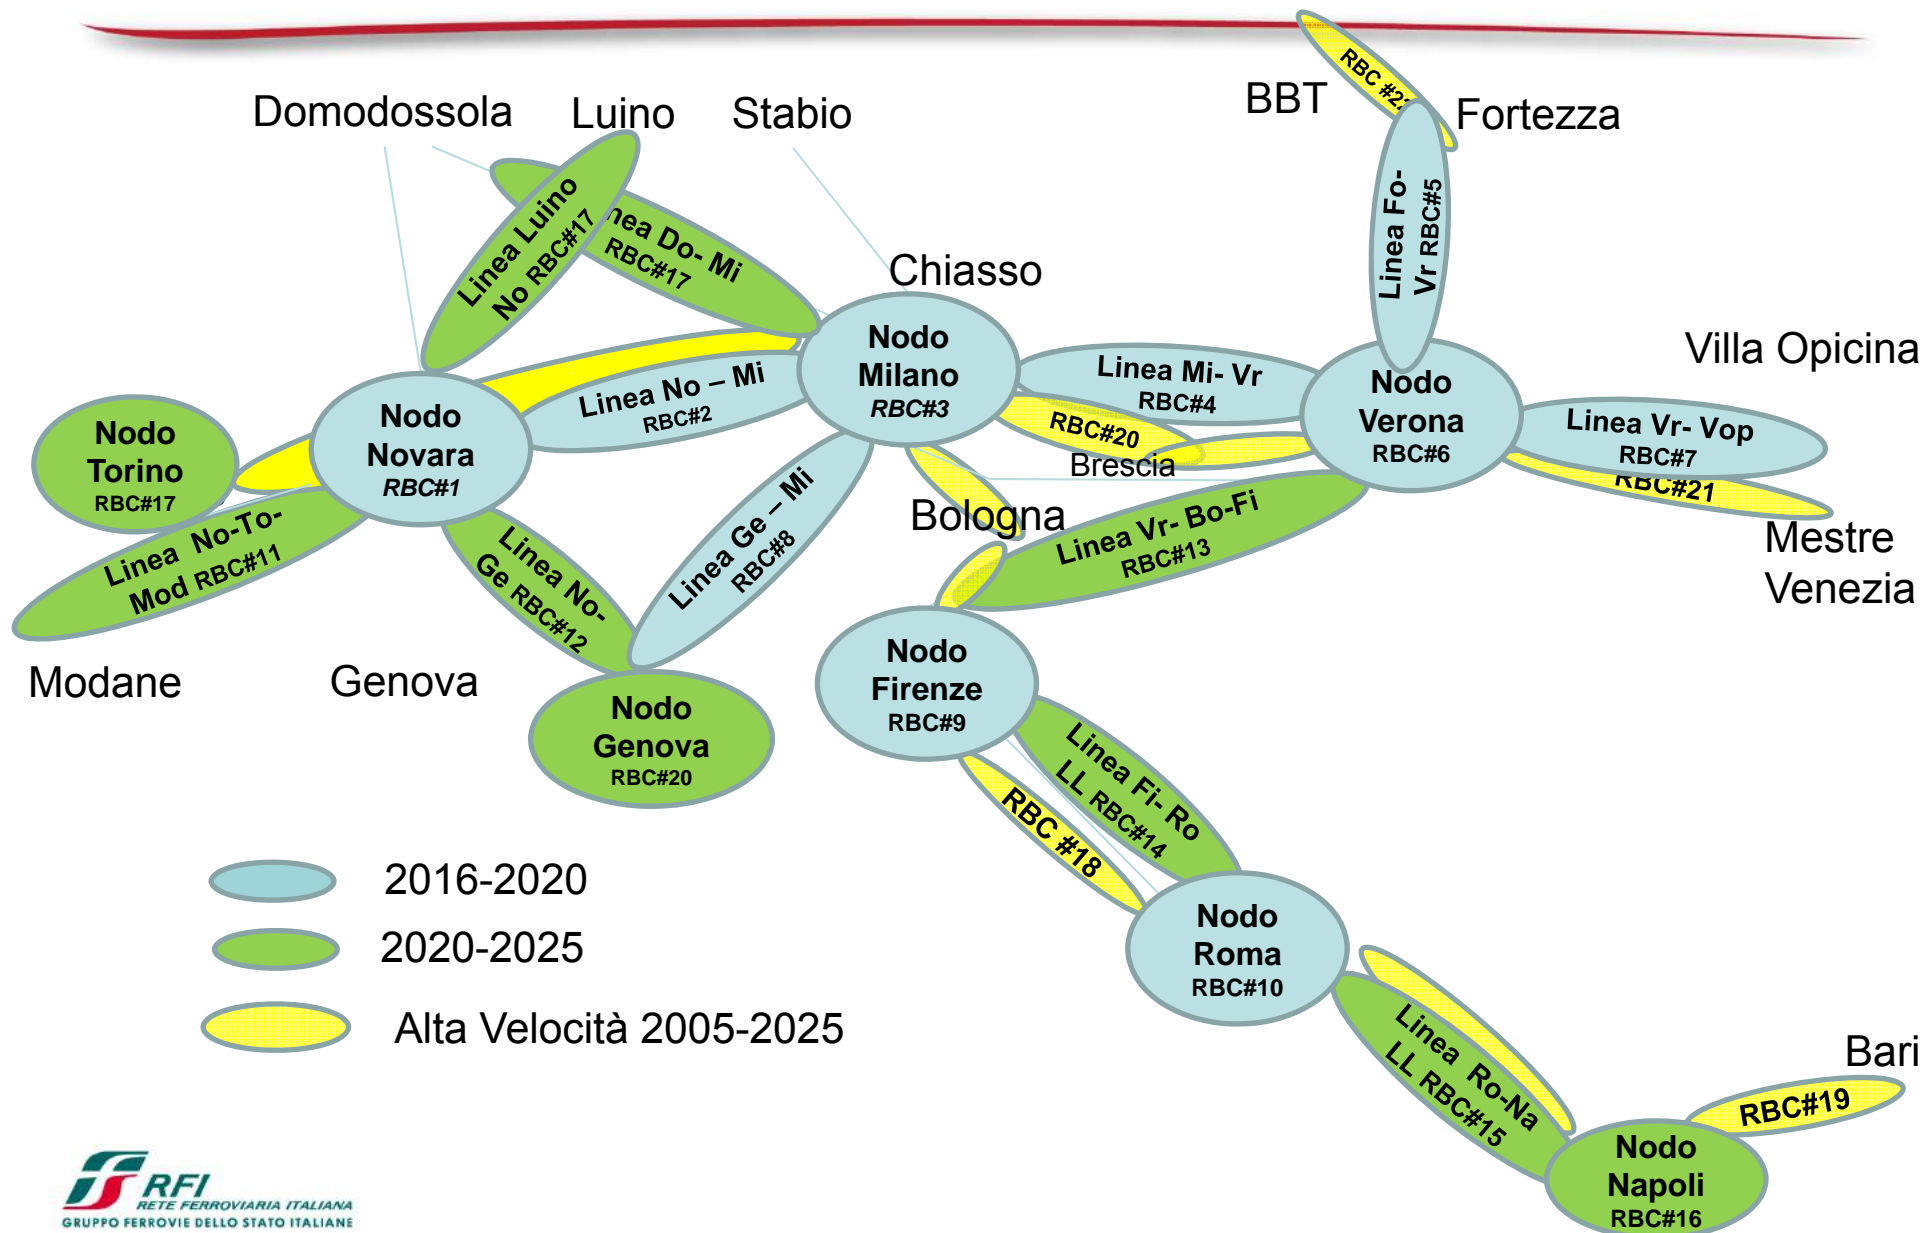 BBT
RBC #22
Fortezza
Domodossola
Luino
Stabio
Linea Luino
No RBC#17
nea Do- Mi
RBC#17
Linea Fo-
Vr RBC#5
Chiasso
Villa Opicina
Nodo
Milano
RBC#3
Linea No – Mi
RBC#2
Linea Mi- Vr
RBC#4
Nodo
Verona
RBC#6
Linea Vr- Vop
RBC#7
RBC#21
Mestre
Venezia
Nodo
Torino
RBC#17
Nodo
Novara
RBC#1
RBC#20
Brescia
Bologna
Linea No-To-
Mod RBC#11
Linea No-
Ge RBC#12
Linea Ge – Mi
RBC#8
Linea Vr- Bo-Fi
RBC#13
Modane
Genova
Nodo
Genova
RBC#20
Nodo
Firenze
RBC#9
Linea Fi- Ro
LL RBC#14
RBC #18
Nodo
Roma
RBC#10
2016-2020
2020-2025
Alta Velocità 2005-2025
Linea Ro-Na
LL RBC#15
Bari
RBC#19
Nodo
Napoli
RBC#16
RFI
RETE FERROVIARIA ITALIANA
GRUPPO FERROVIE DELLO STATO ITALIANE